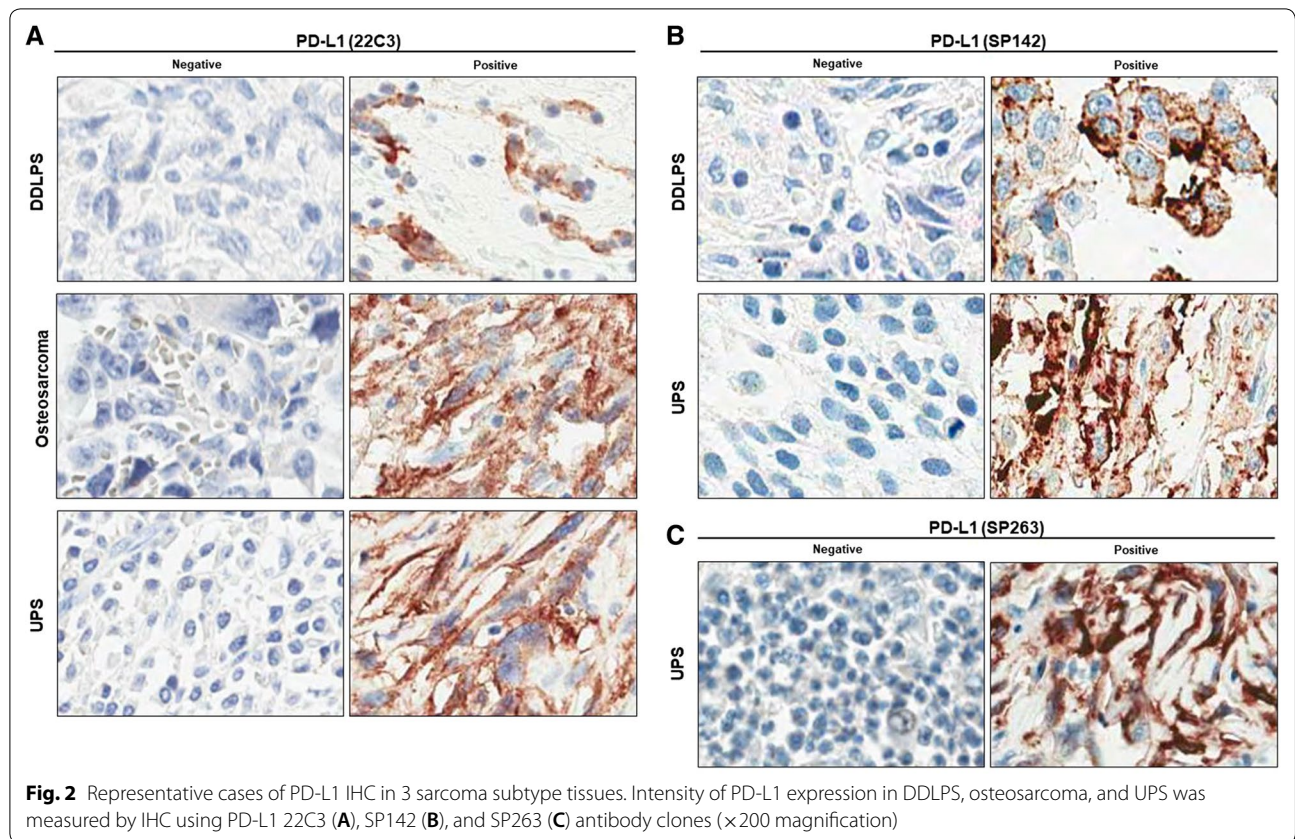 A
PD-L1 (22C3)
Negative
Positive
DDLPS
Osteosarcoma
UPS
B
PD-L1 (SP142)
Negative
Positive
DDLPS
UPS
C
PD-L1 (SP263)
Negative
Positive
UPS
Fig. 2 Representative cases of PD-L1 IHC in 3 sarcoma subtype tissues. Intensity of PD-L1 expression in DDLPS, osteosarcoma, and UPS was
measured by IHC using PD-L1 22C3 (A), SP142 (B), and SP263 (C) antibody clones (×200 magnification)